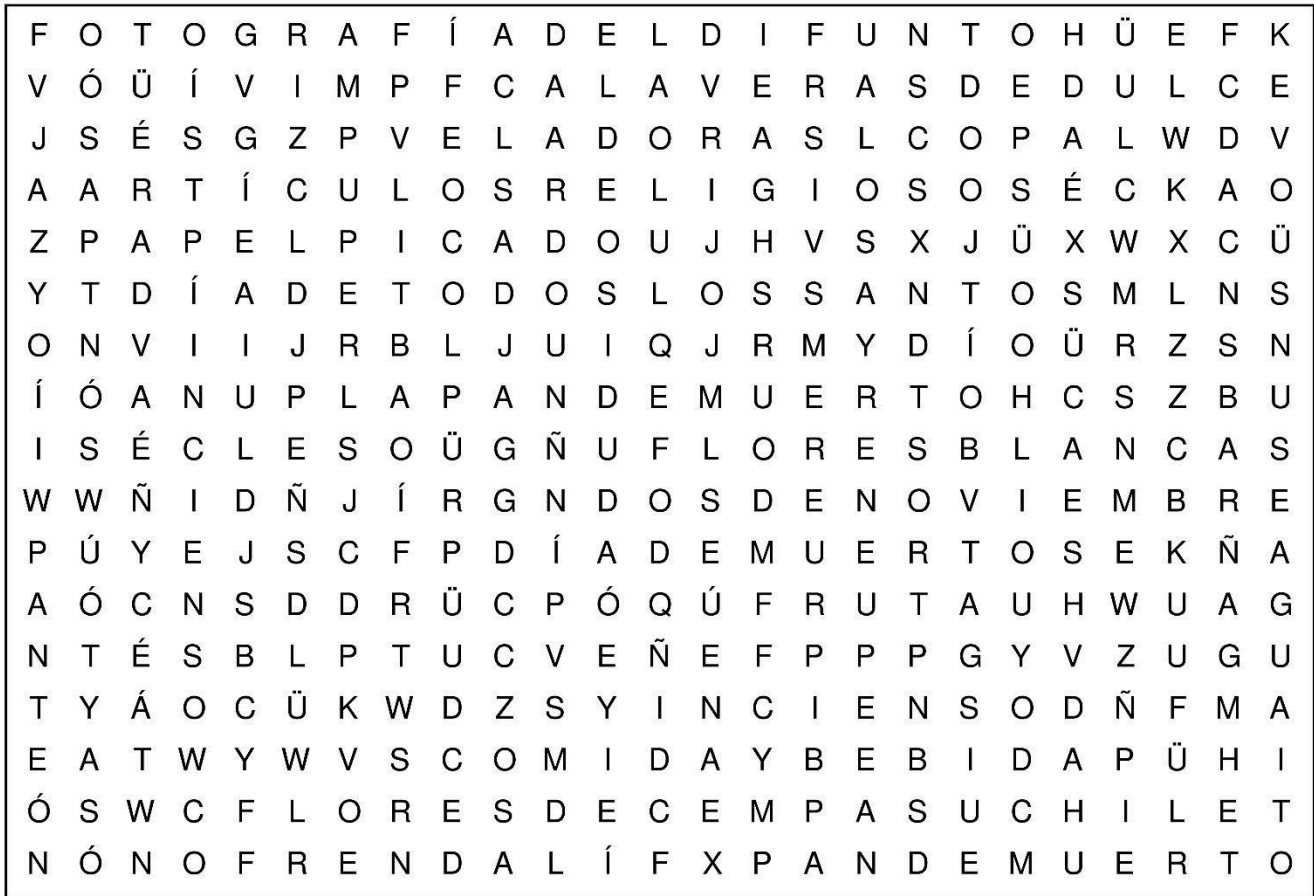 F O T O G R A F Í A D E L D I F U N T O H Ü E F K
V Ó Ü Í V I M P F C A L A V E R A S D E D U L C E
J S É S G Z P V E L A D O R A S L C O P A L W D V
A A R T Í C U L O S R E L I G I O S O S É C K A O
Z P A P E L P I C A D O U J H V S X J Ü X W X C Ü
Y T D Í A D E T O D O S L O S S A N T O S M L N S
O N V I I J R B L J U I Q J R M Y D Í O Ü R Z S N
Í Ó A N U P L A P A N D E M U E R T O H C S Z B U
I S É C L E S O Ü G Ñ U F L O R E S B L A N C A S
W W Ñ I D Ñ J Í R G N D O S D E N O V I E M B R E
P Ú Y E J S C F P D Í A D E M U E R T O S E K Ñ A
A Ó C N S D D R Ü C P Ó Q Ú F R U T A U H W U A G
N T É S B L P T U C V E Ñ E F P P P G Y V Z U G U
T Y Á O C Ü K W D Z S Y I N C I E N S O D Ñ F M A
E A T W Y W V S C O M I D A Y B E B I D A P Ü H I
Ó S W C F L O R E S D E C E M P A S U C H I L E T
N Ó N O F R E N D A L Í F X P A N D E M U E R T O